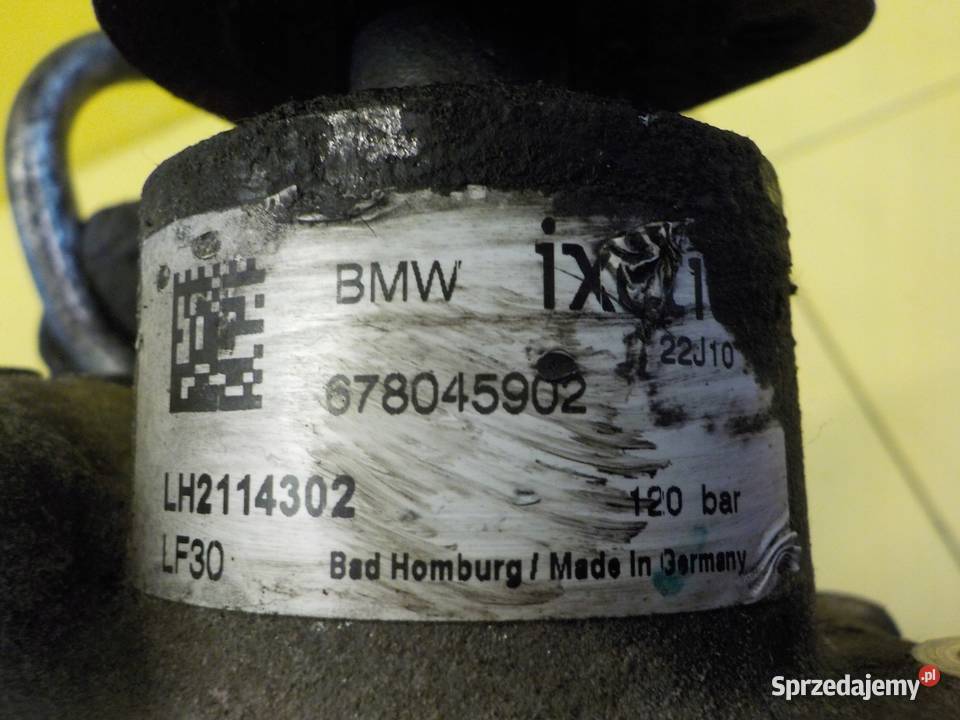 BMW
22J10
678045902
LH2114302
120 bar
LF30
Bad Homburg / Made In Germany
Sprzedajemy.pl